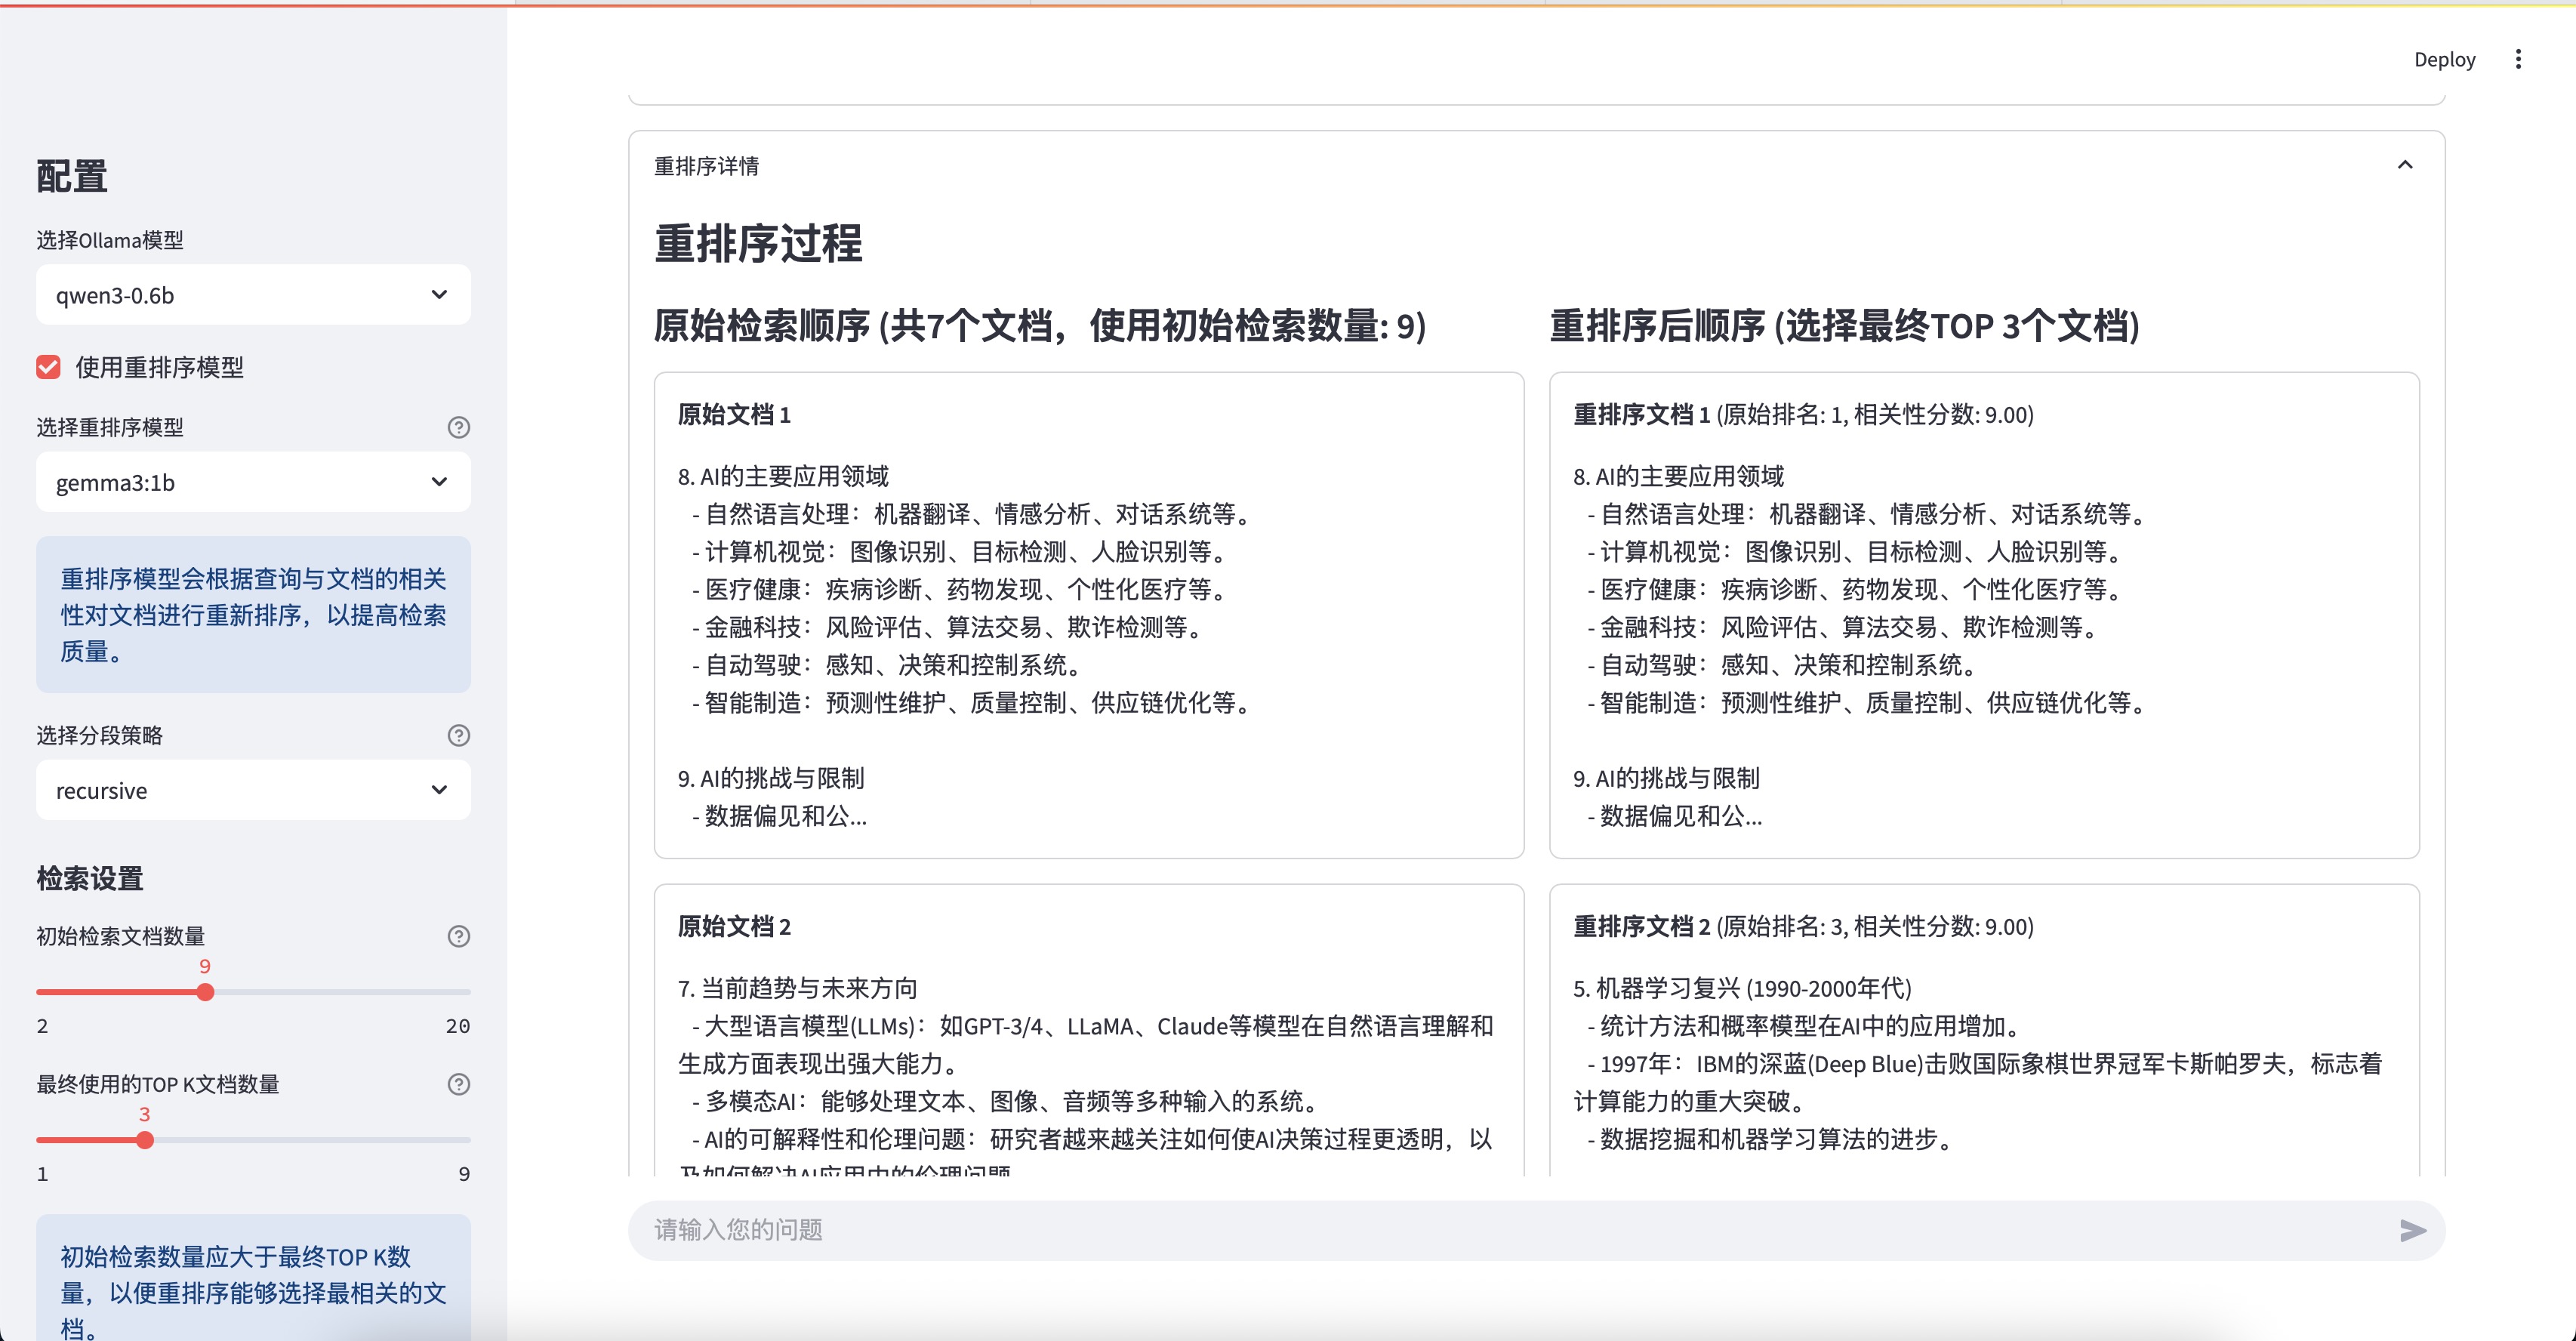 Deploy
配置
选择Ollama模型
qwen3-0.6b
使用重排序模型
选择重排序模型
gemma3:1b
重排序模型会根据查询与文档的相关
性对文档进行重新排序，以提高检索
质量。
选择分段策略
recursive
检索设置
初始检索文档数量
9
2
20
最终使用的TOP K文档数量
3
1
9
初始检索数量应大于最终TOP K数
量，以便重排序能够选择最相关的文
档。
重排序详情
重排序过程
原始检索顺序 (共7个文档，使用初始检索数量: 9)
原始文档 1
8. AI的主要应用领域
- 自然语言处理：机器翻译、情感分析、对话系统等。
- 计算机视觉：图像识别、目标检测、人脸识别等。
- 医疗健康：疾病诊断、药物发现、个性化医疗等。
- 金融科技：风险评估、算法交易、欺诈检测等。
- 自动驾驶：感知、决策和控制系统。
- 智能制造：预测性维护、质量控制、供应链优化等。
9. AI的挑战与限制
- 数据偏见和公...
原始文档 2
7. 当前趋势与未来方向
- 大型语言模型(LLMs)：如GPT-3/4、LLaMA、Claude等模型在自然语言理解和
生成方面表现出强大能力。
- 多模态AI：能够处理文本、图像、音频等多种输入的系统。
- AI的可解释性和伦理问题：研究者越来越关注如何使AI决策过程更透明，以
及如何解决AI应用中的伦理问题
重排序后顺序 (选择最终TOP 3个文档)
重排序文档 1 (原始排名: 1, 相关性分数: 9.00)
8. AI的主要应用领域
- 自然语言处理：机器翻译、情感分析、对话系统等。
- 计算机视觉：图像识别、目标检测、人脸识别等。
- 医疗健康：疾病诊断、药物发现、个性化医疗等。
- 金融科技：风险评估、算法交易、欺诈检测等。
- 自动驾驶：感知、决策和控制系统。
- 智能制造：预测性维护、质量控制、供应链优化等。
9. AI的挑战与限制
- 数据偏见和公...
重排序文档 2 (原始排名: 3, 相关性分数: 9.00)
5. 机器学习复兴 (1990-2000年代)
- 统计方法和概率模型在AI中的应用增加。
- 1997年：IBM的深蓝(Deep Blue)击败国际象棋世界冠军卡斯帕罗夫，标志着
计算能力的重大突破。
- 数据挖掘和机器学习算法的进步。
请输入您的问题